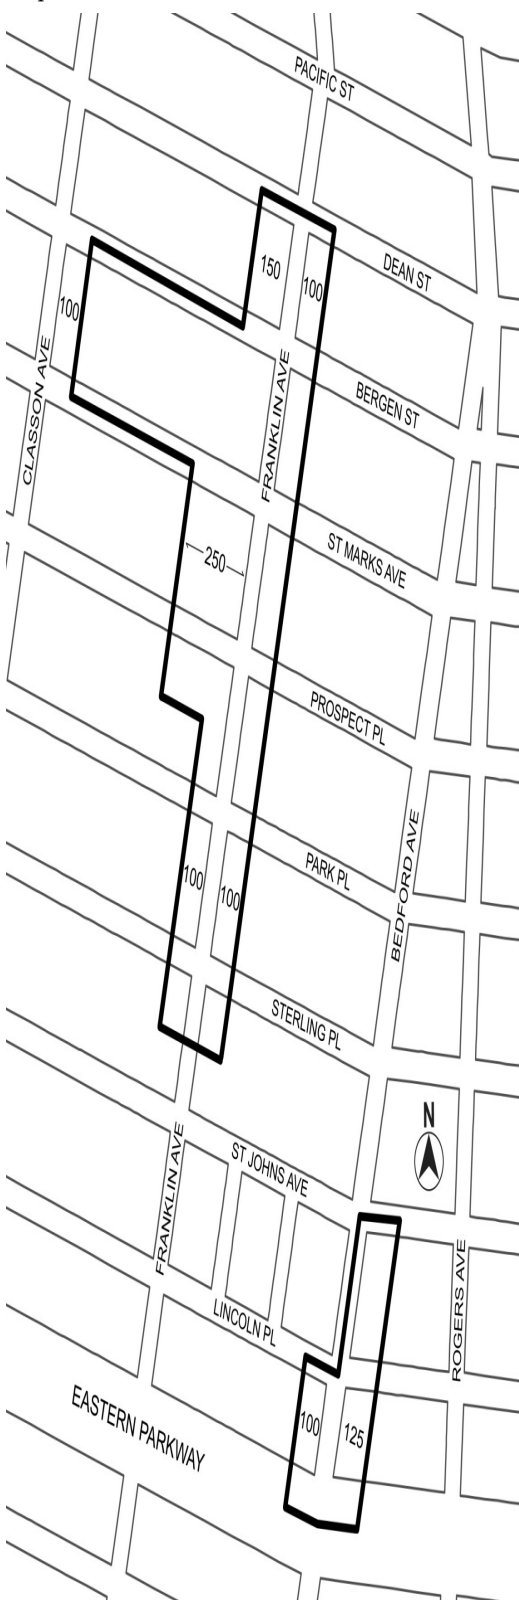 PACIFIC ST
DEAN ST
150
100
100
BERGEN ST
CLASSON AVE
FRANKLIN AVE
250
ST MARKS AVE
PROSPECT PL
PARK PL
100
100
BEDFORD AVE
STERLING PL
N
ST JOHNS AVE
FRANKLIN AVE
ROGERS AVE
LINCOLN PL
EASTERN PARKWAY
100
125